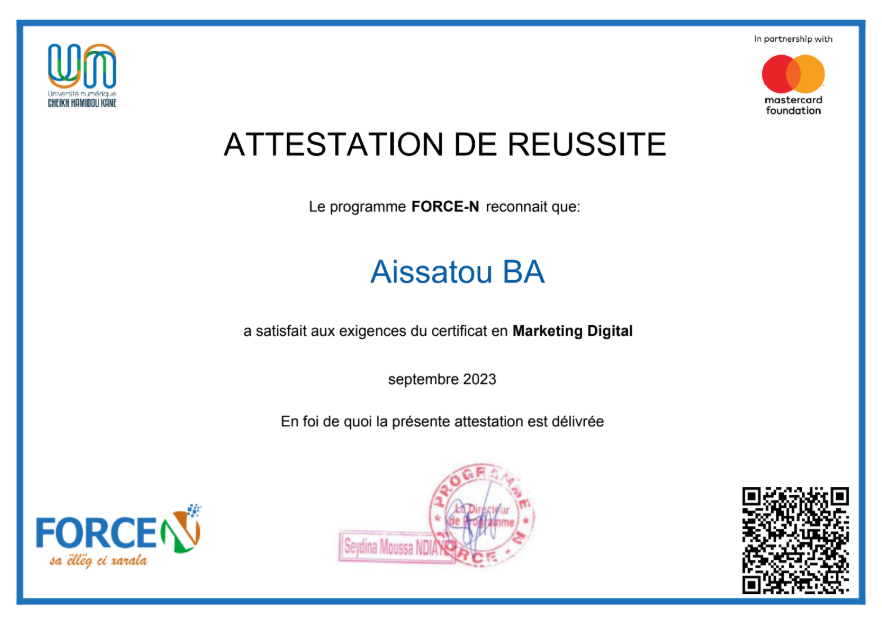 Université numérique
CHEIKH HAMIDOU KANE
In partnership with
mastercard
foundation
ATTESTATION DE REUSSITE
Le programme FORCE-N reconnait que:
Aissatou BA
a satisfait aux exigences du certificat en Marketing Digital
septembre 2023
En foi de quoi la présente attestation est délivrée
PROGRAMME
Le Directeur
de Programme
FORCE - N
Seydina Moussa NDIAYE
FORCE N
sa ëllëg ci xarala